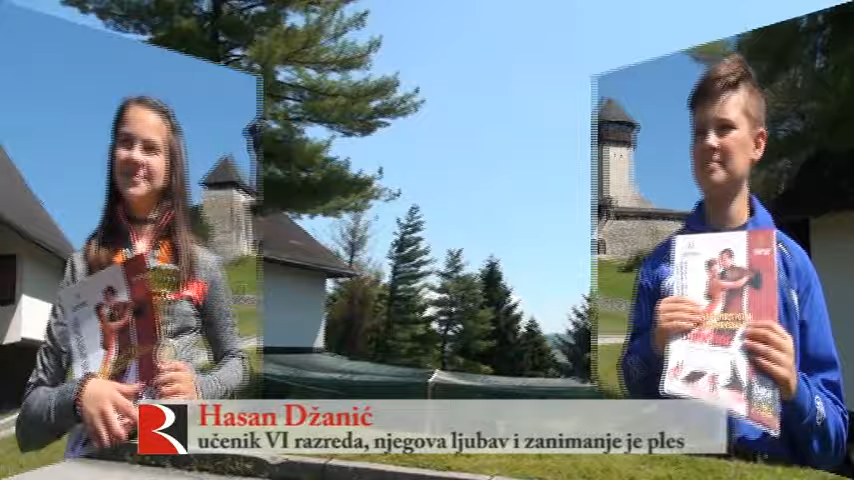 Hasan Džanić
učenik VI razreda, njegova ljubav i zanimanje je ples